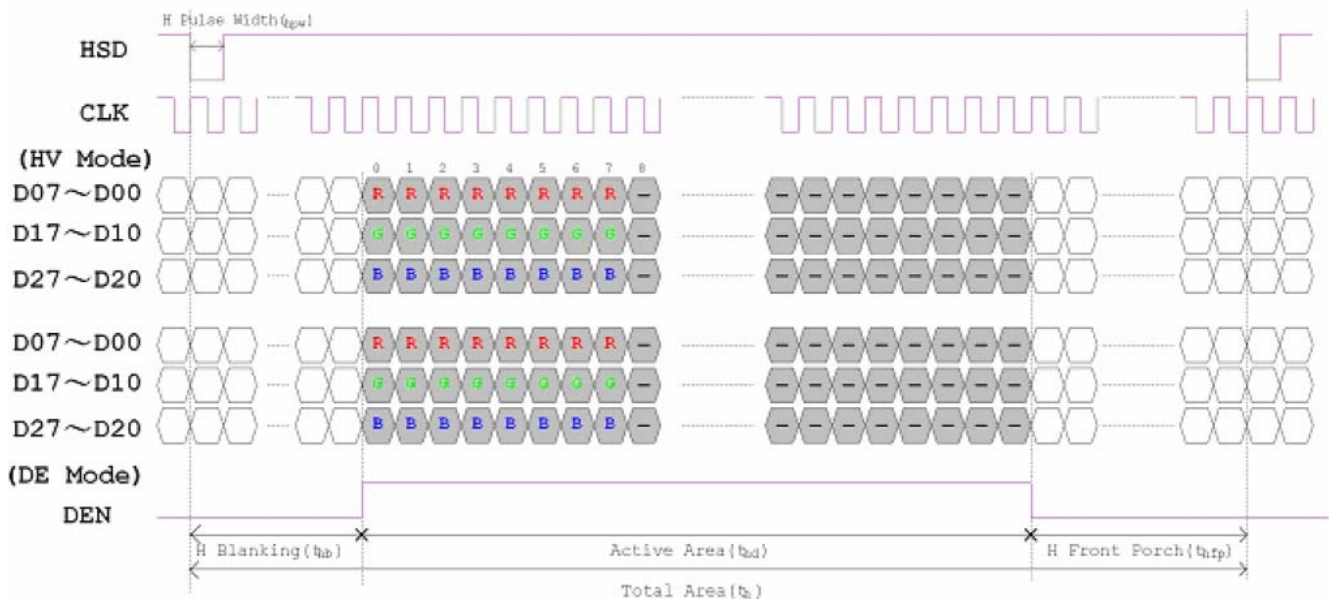 H Pulse Width(thpw)
HSD
CLK
(HV Mode)
0 1 2 3 4 5 6 7 8
D07~D00 R R R R R R R R - - - - - - - - -
D17~D10 G G G G G G G G - - - - - - - - -
D27~D20 B B B B B B B B - - - - - - - - -
D07~D00 R R R R R R R R - - - - - - - - -
D17~D10 G G G G G G G G - - - - - - - - -
D27~D20 B B B B B B B B - - - - - - - - -
(DE Mode)
DEN
H Blanking(thb) Active Area(thd) H Front Porch(thfp)
Total Area(th)